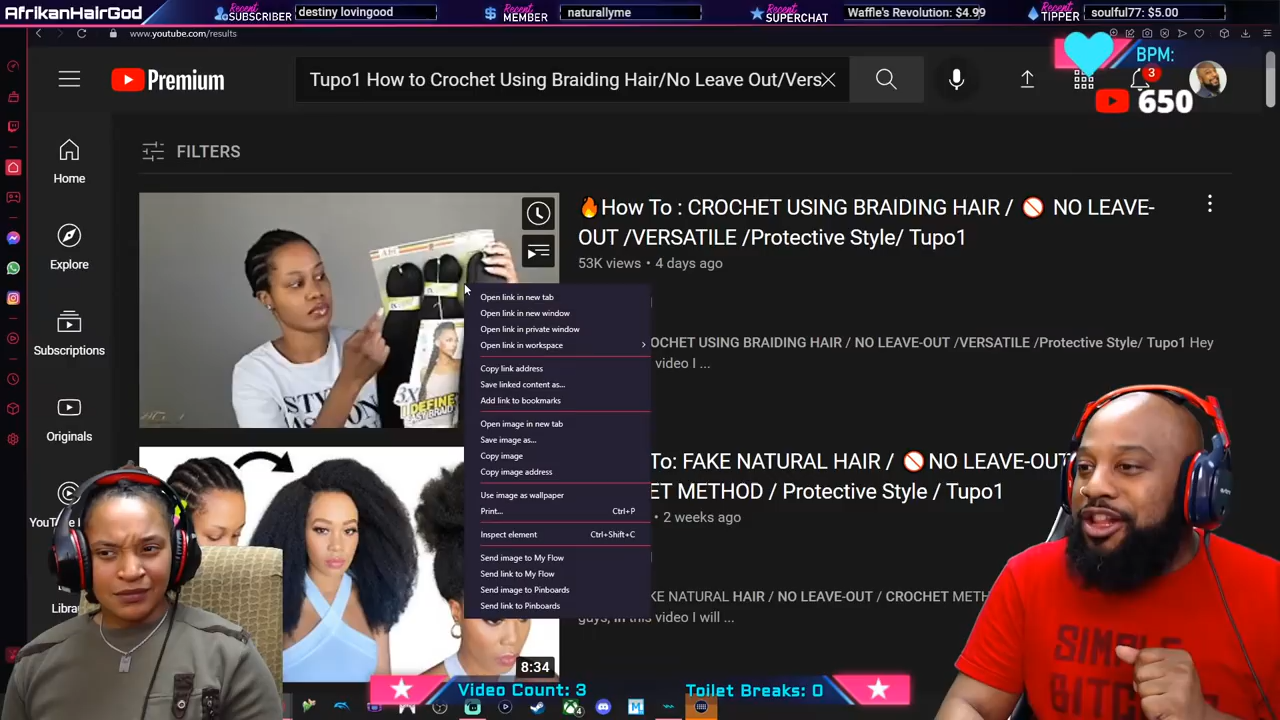 AfrikanHairGod
Recent SUBSCRIBER
destiny lovingood
Recent MEMBER
naturallyme
Recent SUPERCHAT
Waffle's Revolution: $4.99
Recent TIPPER
soulful77: $5.00
www.youtube.com/results
BPM:
Premium
Tupo1 How to Crochet Using Braiding Hair/No Leave Out/Vers
3
650
FILTERS
Home
Explore
Subscriptions
Originals
YouTube
Libra
🔥How To : CROCHET USING BRAIDING HAIR / 🚫 NO LEAVE-
OUT /VERSATILE /Protective Style/ Tupo1
53K views • 4 days ago
OCHET USING BRAIDING HAIR / NO LEAVE-OUT /VERSATILE /Protective Style/ Tupo1 Hey
video I ...
3X
Open link in new tab
Open link in new window
Open link in private window
Open link in workspace
Copy link address
Save linked content as...
Add link to bookmarks
Open image in new tab
Save image as...
Copy image
Copy image address
Use image as wallpaper
Print... Ctrl+P
Inspect element Ctrl+Shift+C
Send image to My Flow
Send link to My Flow
Send image to Pinboards
Send link to Pinboards
To: FAKE NATURAL HAIR / 🚫NO LEAVE-OUT
ET METHOD / Protective Style / Tupo1
• 2 weeks ago
AKE NATURAL HAIR / NO LEAVE-OUT / CROCHET METH
guys, in this video I will ...
8:34
SIMPLE
Video Count: 3
Toilet Breaks: 0